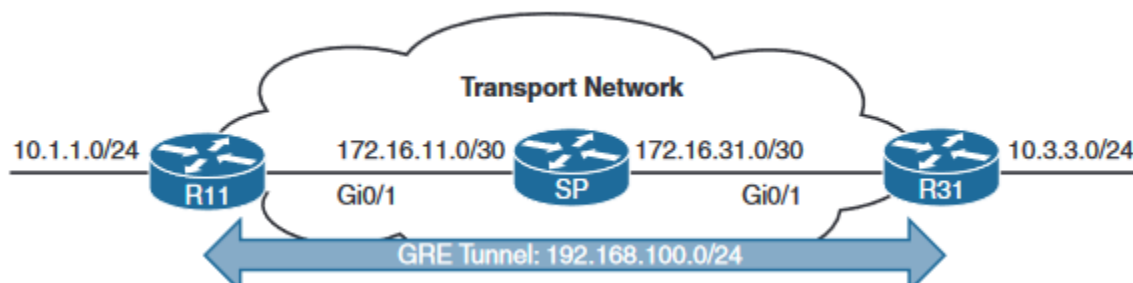 Transport Network
10.1.1.0/24
172.16.11.0/30
172.16.31.0/30
10.3.3.0/24
R11
Gi0/1
SP
Gi0/1
R31
GRE Tunnel: 192.168.100.0/24